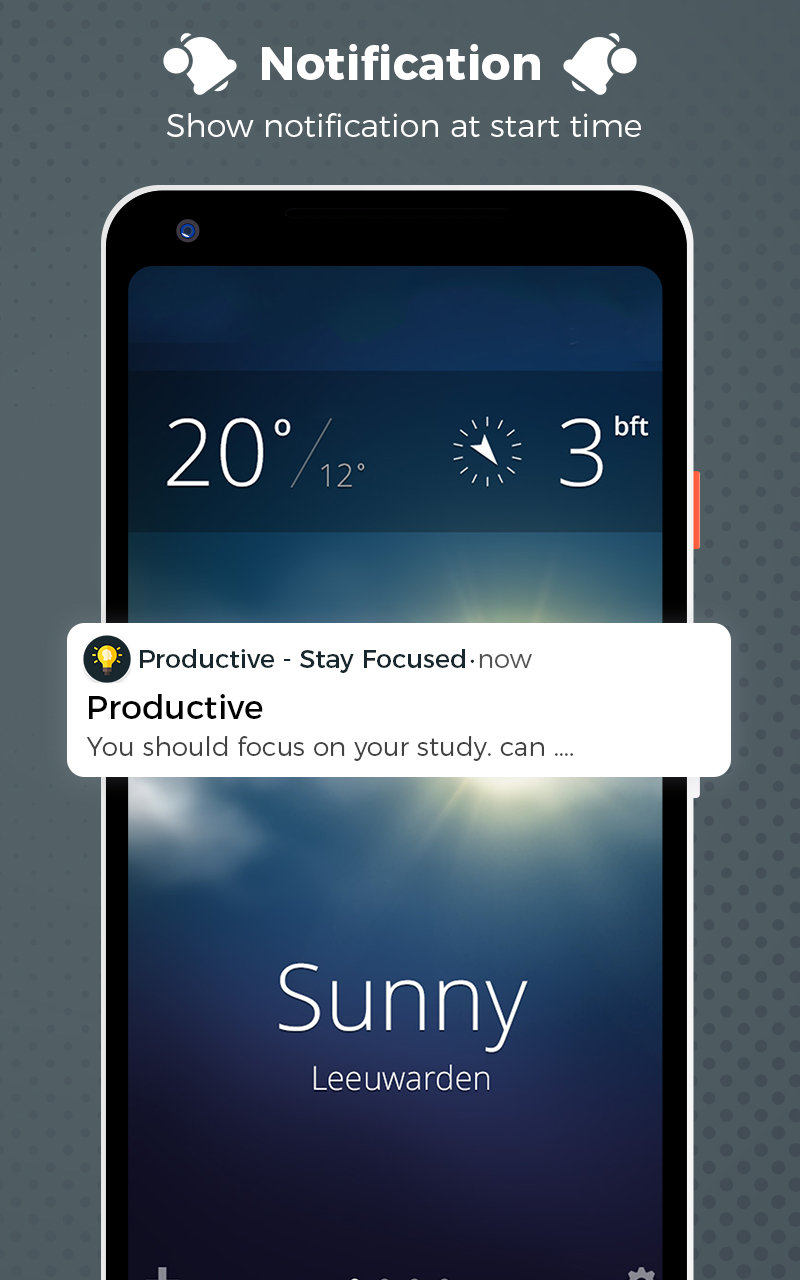 Notification
Show notification at start time
20°/12°
3 bft
Productive - Stay Focused · now
Productive
You should focus on your study. can ....
Sunny
Leeuwarden